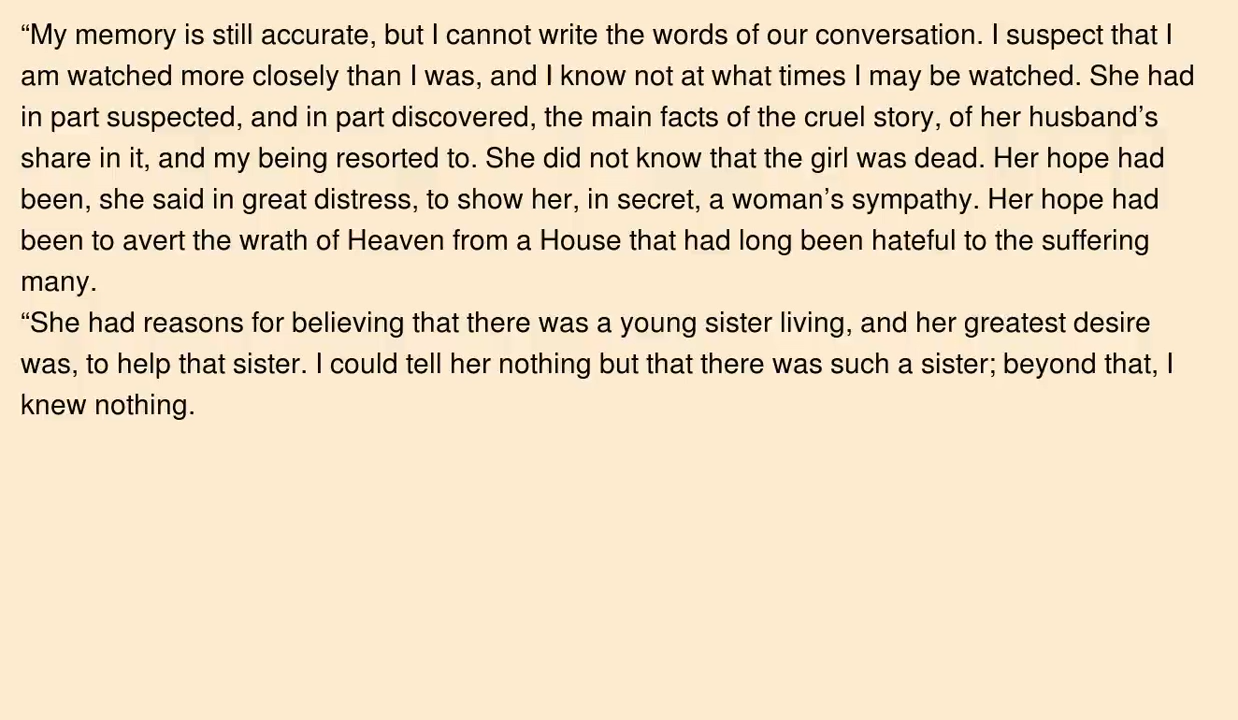 “My memory is still accurate, but I cannot write the words of our conversation. I suspect that I
am watched more closely than I was, and I know not at what times I may be watched. She had
in part suspected, and in part discovered, the main facts of the cruel story, of her husband’s
share in it, and my being resorted to. She did not know that the girl was dead. Her hope had
been, she said in great distress, to show her, in secret, a woman’s sympathy. Her hope had
been to avert the wrath of Heaven from a House that had long been hateful to the suffering
many.
“She had reasons for believing that there was a young sister living, and her greatest desire
was, to help that sister. I could tell her nothing but that there was such a sister; beyond that, I
knew nothing.